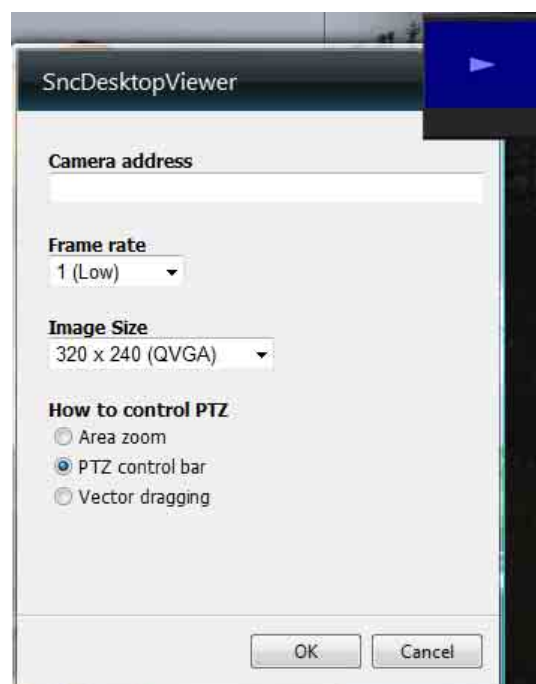 SncDesktopViewer
Camera address
Frame rate
1 (Low)
Image Size
320 x 240 (QVGA)
How to control PTZ
Area zoom
PTZ control bar
Vector dragging
OK
Cancel